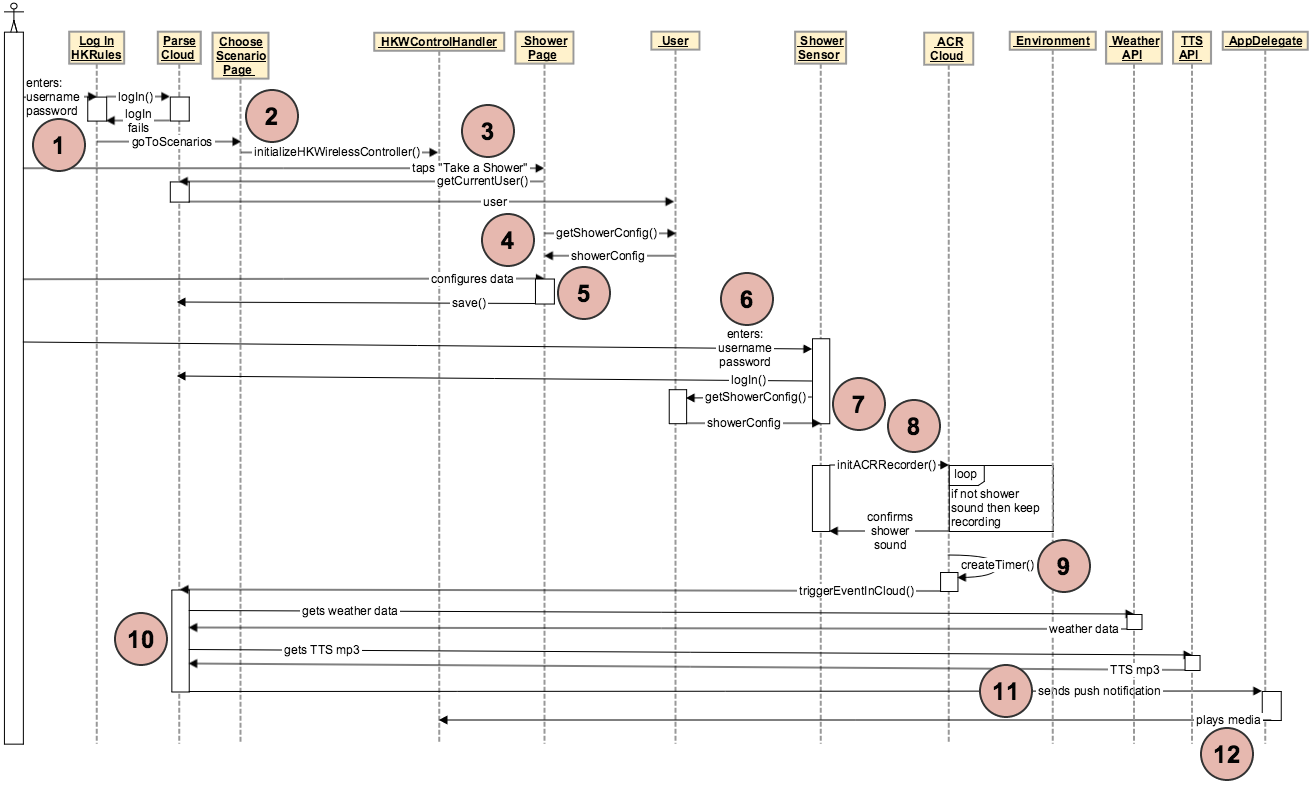 Log In
HKRules
Parse
Cloud
Choose
Scenario
Page
HKWControlHandler
Shower
Page
User
Shower
Sensor
ACR
Cloud
Environment
Weather
API
TTS
API
AppDelegate
enters:
username
password
logIn()
logIn
fails
1
goToScenarios
2
initializeHKWirelessController()
3
taps "Take a Shower"
getCurrentUser()
user
4
getShowerConfig()
showerConfig
configures data
5
save()
6
enters:
username
password
logIn()
getShowerConfig()
7
showerConfig
8
initACRRecorder()
loop
if not shower
sound then keep
recording
confirms
shower
sound
createTimer()
9
triggerEventInCloud()
gets weather data
weather data
10
gets TTS mp3
TTS mp3
11
sends push notification
plays media
12